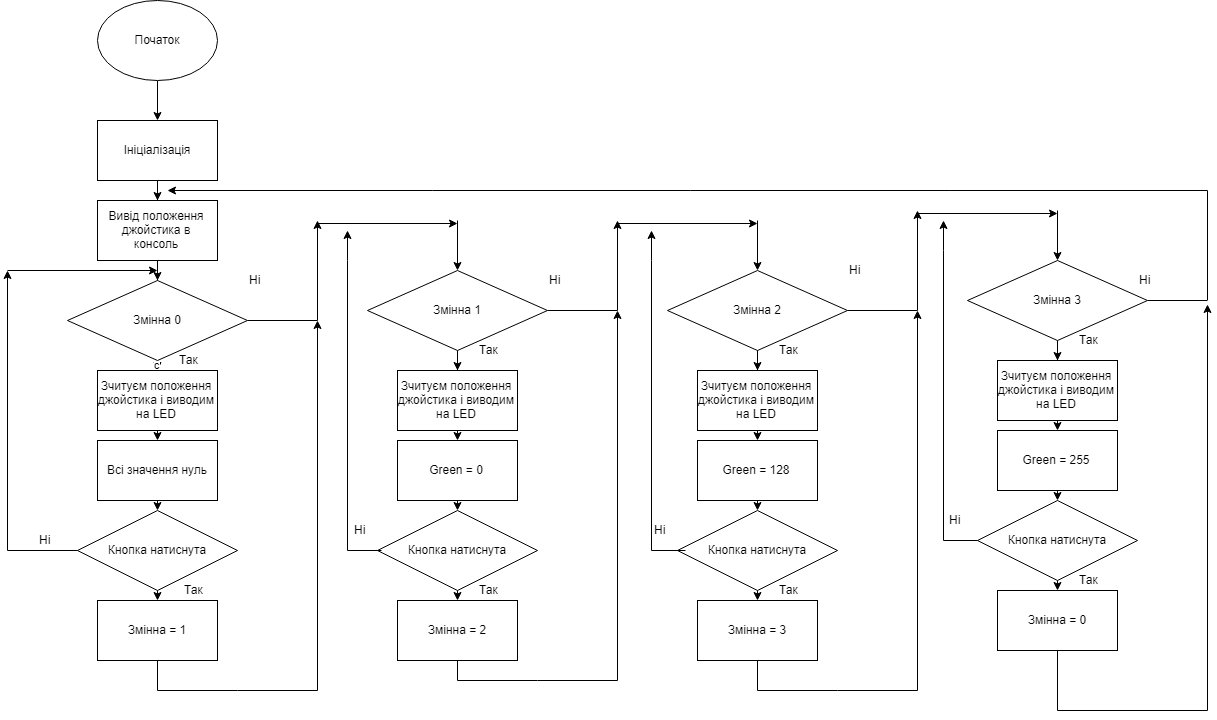 Початок
Ініціалізація
Вивід положення
джойстика в
консоль
Змінна 0
Ні
Так
c'
Зчитуєм положення
джойстика і виводим
на LED
Всі значення нуль
Кнопка натиснута
Ні
Так
Змінна = 1
Змінна 1
Ні
Так
Зчитуєм положення
джойстика і виводим
на LED
Green = 0
Кнопка натиснута
Ні
Так
Змінна = 2
Змінна 2
Ні
Так
Зчитуєм положення
джойстика і виводим
на LED
Green = 128
Кнопка натиснута
Ні
Так
Змінна = 3
Змінна 3
Ні
Так
Зчитуєм положення
джойстика і виводим
на LED
Green = 255
Кнопка натиснута
Ні
Так
Змінна = 0